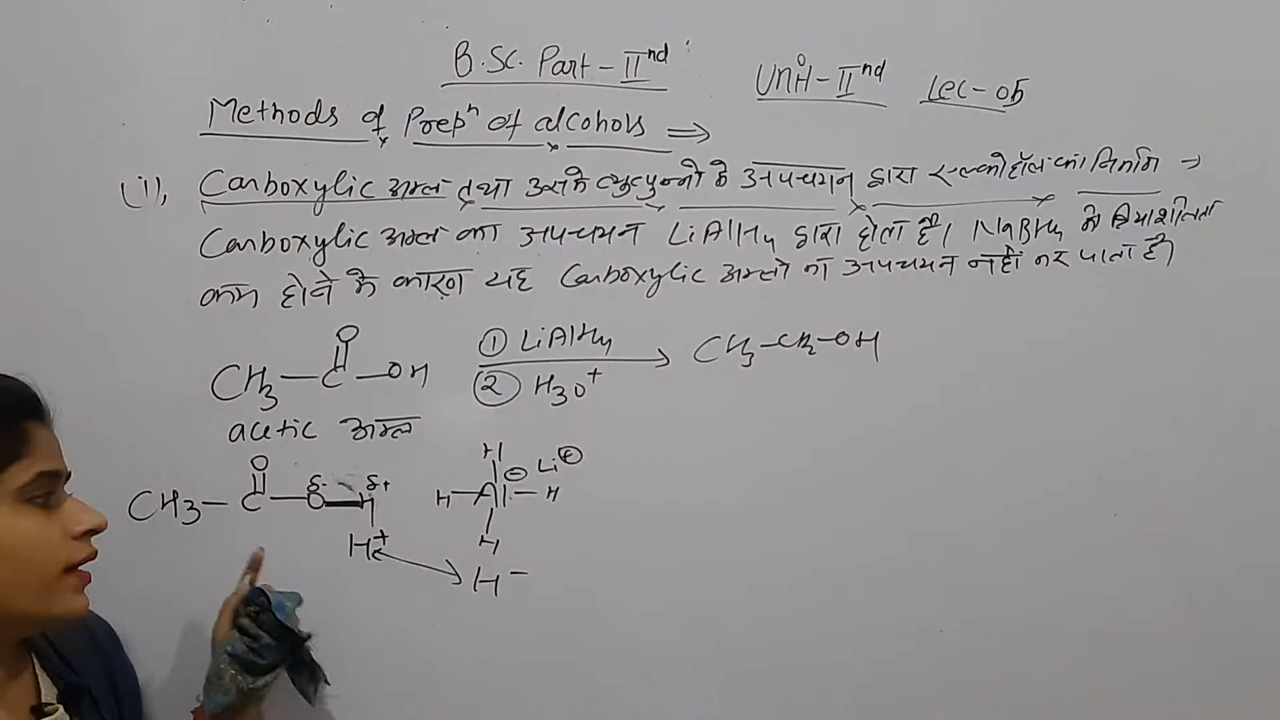 B.Sc. Part-IInd
Unit-IInd Lec-05
Methods of Prepn of alcohols ⇒
(1), Carboxylic अम्ल तथा उसके व्युत्पन्नो के अपचयन द्वारा एल्कोहॉल का निर्माण →
Carboxylic अम्ल का अपचयन LiAlH4 द्वारा होता है। NaBH4 के क्रियाशीलता
कम होने के कारण यह Carboxylic अम्लो का अपचयन नहीं कर पाता है।
O
CH3-C-OH ① LiAlH4 ② H3O+ → CH3-CH2-OH
acetic अम्ल
O δ- δ+ H ⊖ Li⊕
CH3-C-O-H H-Al-H
H
H+ H-